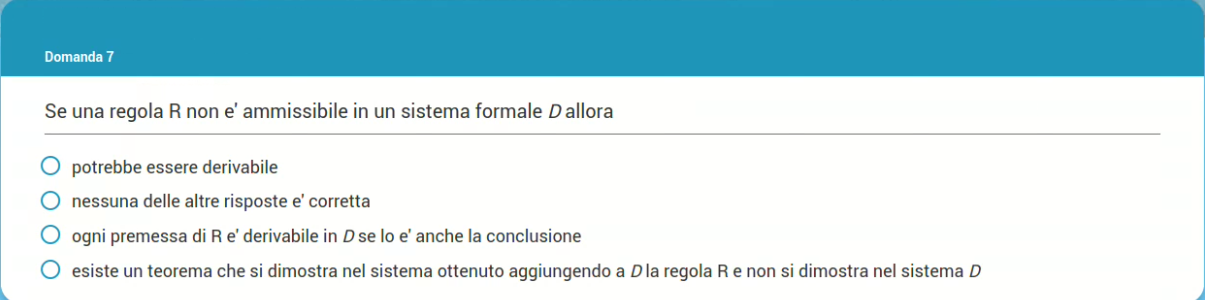 Domanda 7
Se una regola R non e' ammissibile in un sistema formale D allora
potrebbe essere derivabile
nessuna delle altre risposte e' corretta
ogni premessa di R e' derivabile in D se lo e' anche la conclusione
esiste un teorema che si dimostra nel sistema ottenuto aggiungendo a D la regola R e non si dimostra nel sistema D